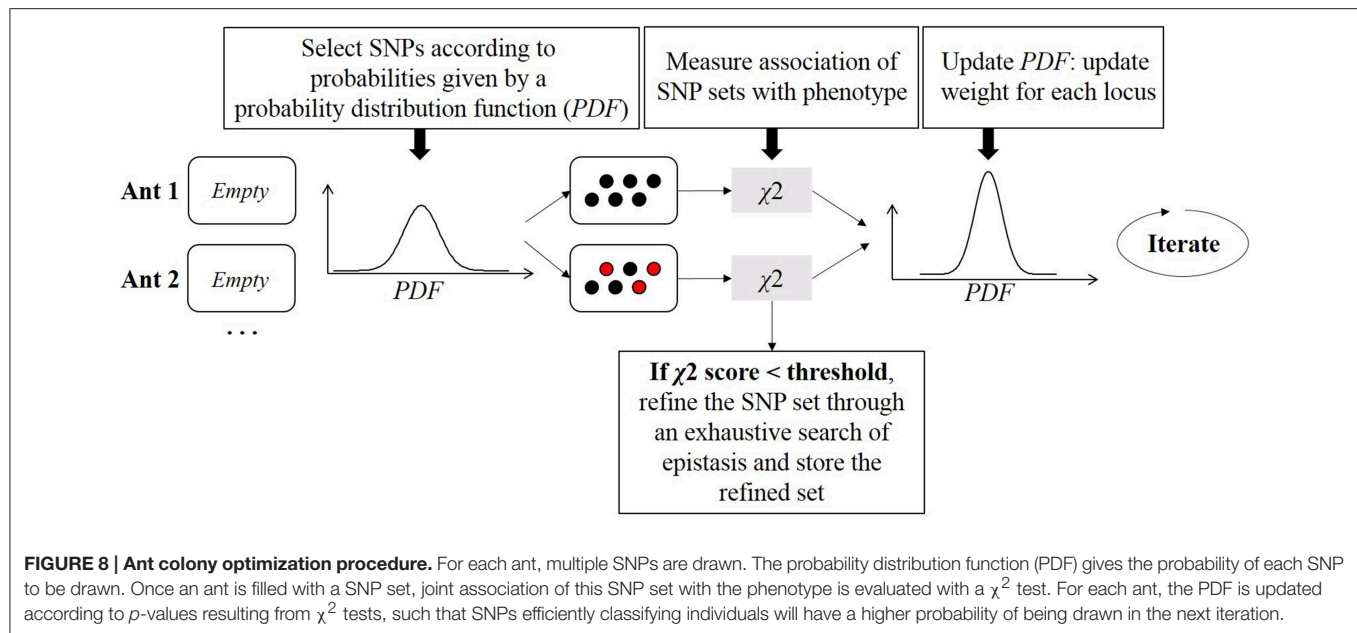 Select SNPs according to
probabilities given by a
probability distribution function (PDF)
Measure association of
SNP sets with phenotype
Update PDF: update
weight for each locus
Ant 1
Empty
PDF
χ2
Ant 2
Empty
χ2
PDF
Iterate
...
If χ2 score < threshold,
refine the SNP set through
an exhaustive search of
epistasis and store the
refined set
FIGURE 8 | Ant colony optimization procedure. For each ant, multiple SNPs are drawn. The probability distribution function (PDF) gives the probability of each SNP
to be drawn. Once an ant is filled with a SNP set, joint association of this SNP set with the phenotype is evaluated with a χ² test. For each ant, the PDF is updated
according to p-values resulting from χ² tests, such that SNPs efficiently classifying individuals will have a higher probability of being drawn in the next iteration.